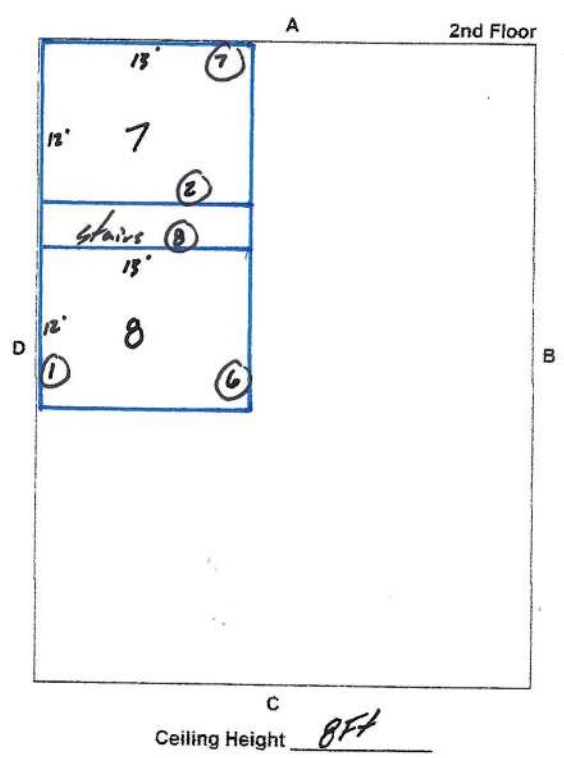 A
2nd Floor
13'
7
12'
7
2
stairs
8
13'
12'
8
D
B
1
6
C
Ceiling Height 8Ft